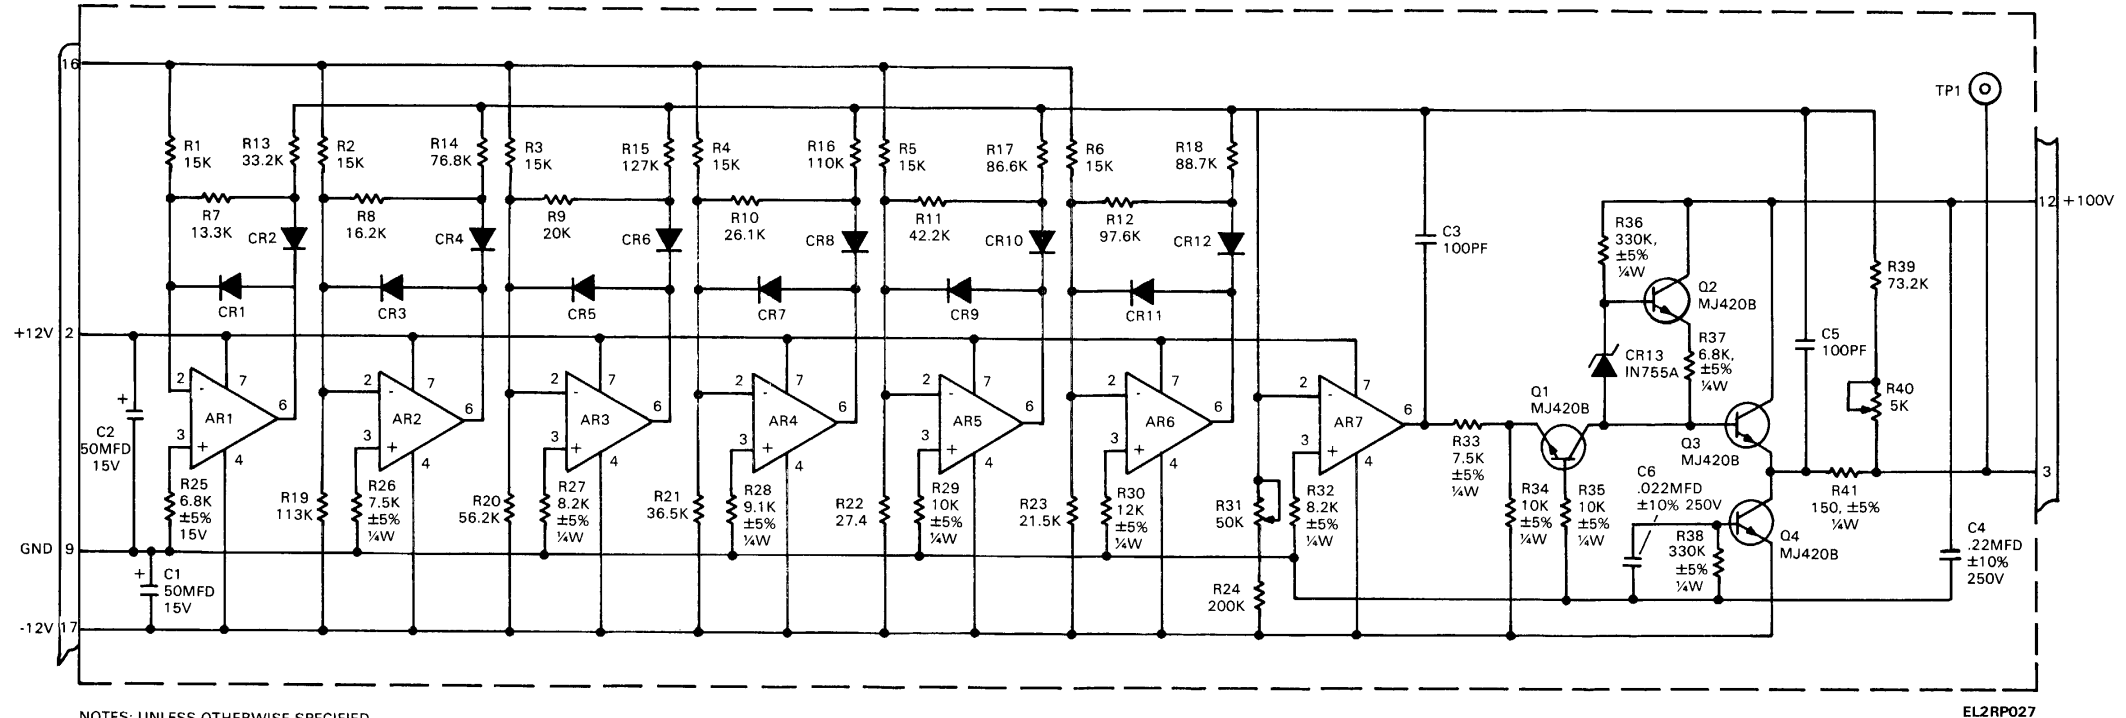 16
TP1
R1
15K
R13
33.2K
R2
15K
R14
76.8K
R3
15K
R15
127K
R4
15K
R16
110K
R5
15K
R17
86.6K
R6
15K
R18
88.7K
R7
13.3K
CR2
R8
16.2K
CR4
R9
20K
CR6
R10
26.1K
CR8
R11
42.2K
CR10
R12
97.6K
CR12
C3
100PF
R36
330K,
±5%
¼W
12
+100V
R39
73.2K
CR1
CR3
CR5
CR7
CR9
CR11
Q2
MJ420B
+12V
2
C5
100PF
R37
6.8K,
±5%
¼W
CR13
IN755A
R40
5K
2
-
7
AR1
6
3
+
4
2
-
7
AR2
6
3
+
4
2
-
7
AR3
6
3
+
4
2
-
7
AR4
6
3
+
4
2
-
7
AR5
6
3
+
4
2
-
7
AR6
6
3
+
4
2
-
7
AR7
6
3
+
4
+
C2
50MFD
15V
Q1
MJ420B
Q3
MJ420B
R33
7.5K
±5%
¼W
3
R25
6.8K
±5%
15V
R19
113K
R26
7.5K
±5%
¼W
R20
56.2K
R27
8.2K
±5%
¼W
R21
36.5K
R28
9.1K
±5%
¼W
R22
27.4
R29
10K
±5%
¼W
R23
21.5K
R30
12K
±5%
¼W
R31
50K
R32
8.2K
±5%
¼W
R34
10K
±5%
¼W
R35
10K
±5%
¼W
C6
.022MFD
±10% 250V
R41
150, ±5%
¼W
R38
330K
±5%
¼W
Q4
MJ420B
C4
.22MFD
±10%
250V
GND
9
+
C1
50MFD
15V
R24
200K
-12V
17
NOTES: UNLESS OTHERWISE SPECIFIED
EL2RP027